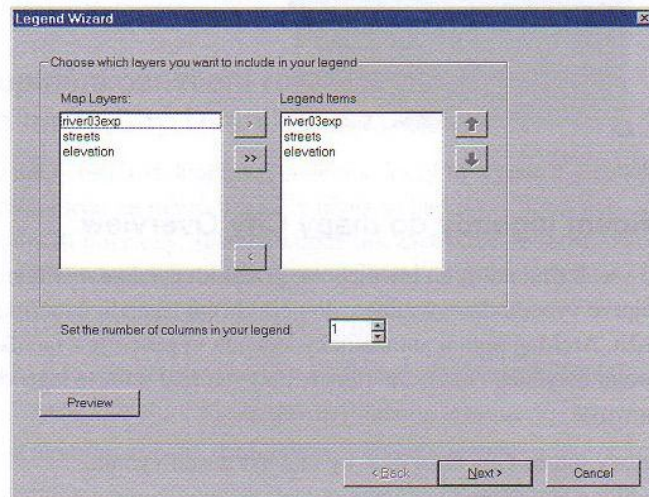 Legend Wizard
Choose which layers you want to include in your legend
Map Layers:
river03exp
streets
elevation
>
>>
<
Legend Items
river03exp
streets
elevation
Set the number of columns in your legend:
1
Preview
< Back
Next >
Cancel